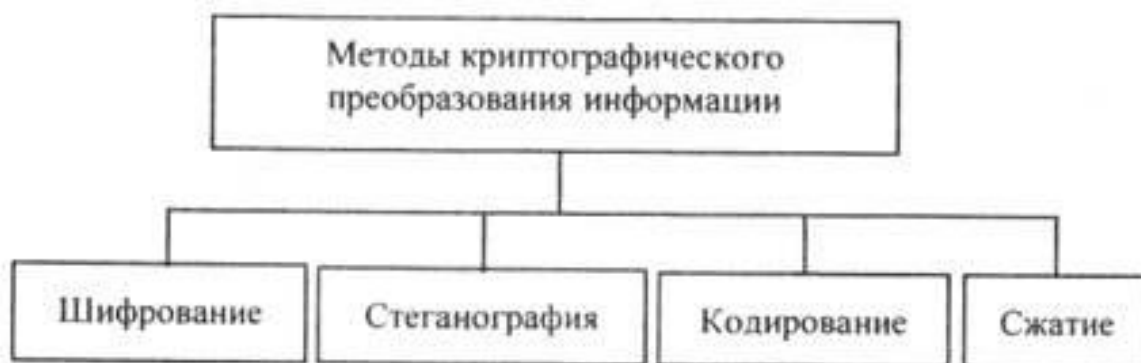 Методы криптографического
преобразования информации
Шифрование
Стеганография
Кодирование
Сжатие